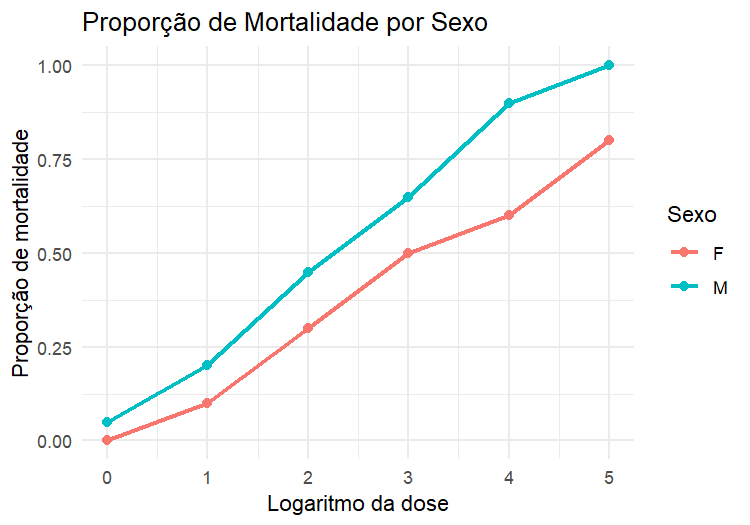 Proporção de Mortalidade por Sexo
Proporção de mortalidade
1.00
0.75
0.50
0.25
0.00
0 1 2 3 4 5
Logaritmo da dose
Sexo
F
M